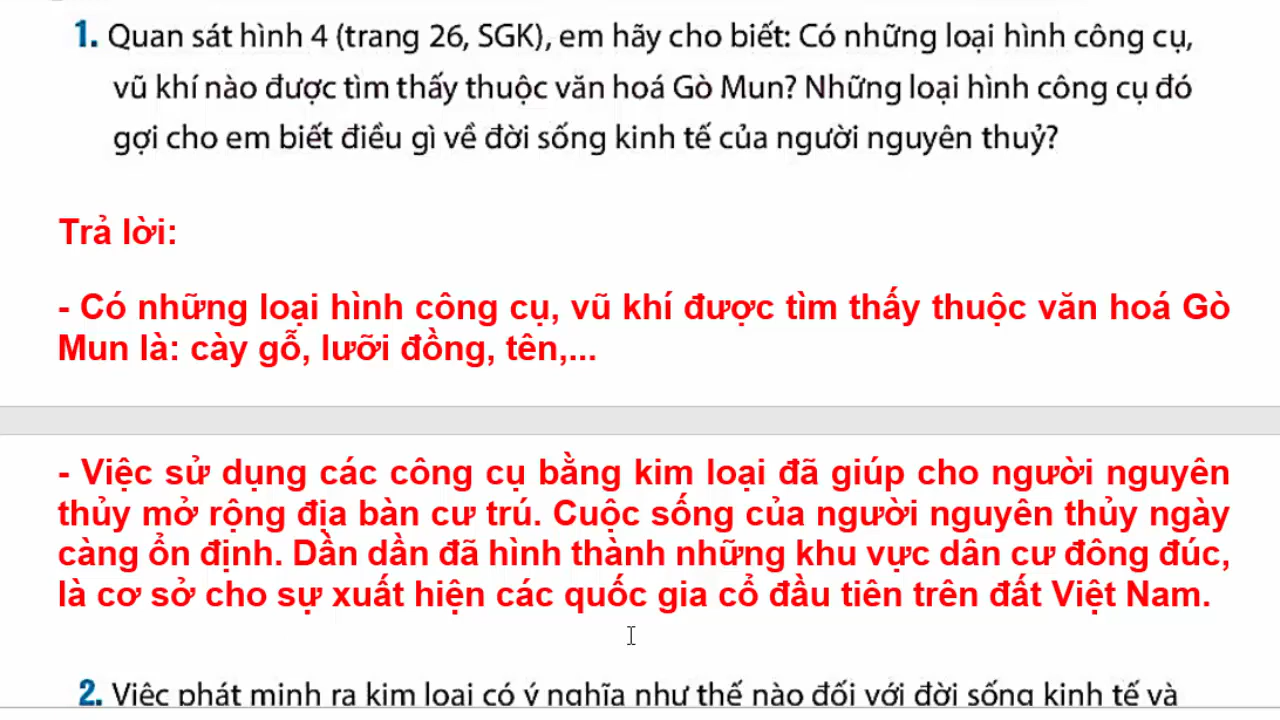 1. Quan sát hình 4 (trang 26, SGK), em hãy cho biết: Có những loại hình công cụ,
vũ khí nào được tìm thấy thuộc văn hoá Gò Mun? Những loại hình công cụ đó
gợi cho em biết điều gì về đời sống kinh tế của người nguyên thuỷ?
Trả lời:
- Có những loại hình công cụ, vũ khí được tìm thấy thuộc văn hoá Gò
Mun là: cày gỗ, lưỡi đồng, tên,...
- Việc sử dụng các công cụ bằng kim loại đã giúp cho người nguyên
thủy mở rộng địa bàn cư trú. Cuộc sống của người nguyên thủy ngày
càng ổn định. Dần dần đã hình thành những khu vực dân cư đông đúc,
là cơ sở cho sự xuất hiện các quốc gia cổ đầu tiên trên đất Việt Nam.
2. Việc phát minh ra kim loại có ý nghĩa như thế nào đối với đời sống kinh tế và